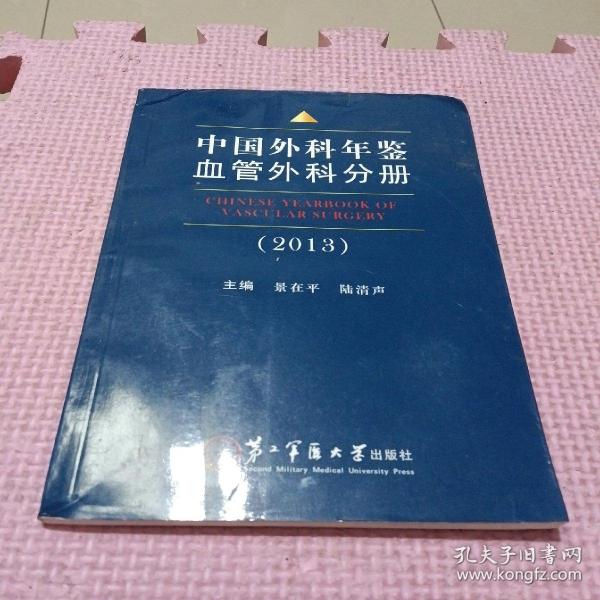 中国外科年鉴
血管外科分册
CHINESE YEARBOOK OF
VASCULAR SURGERY
(2013)
主编 景在平 陆清声
第二军医大学出版社
Second Military Medical University Press
孔夫子旧书网
www.kongfz.com